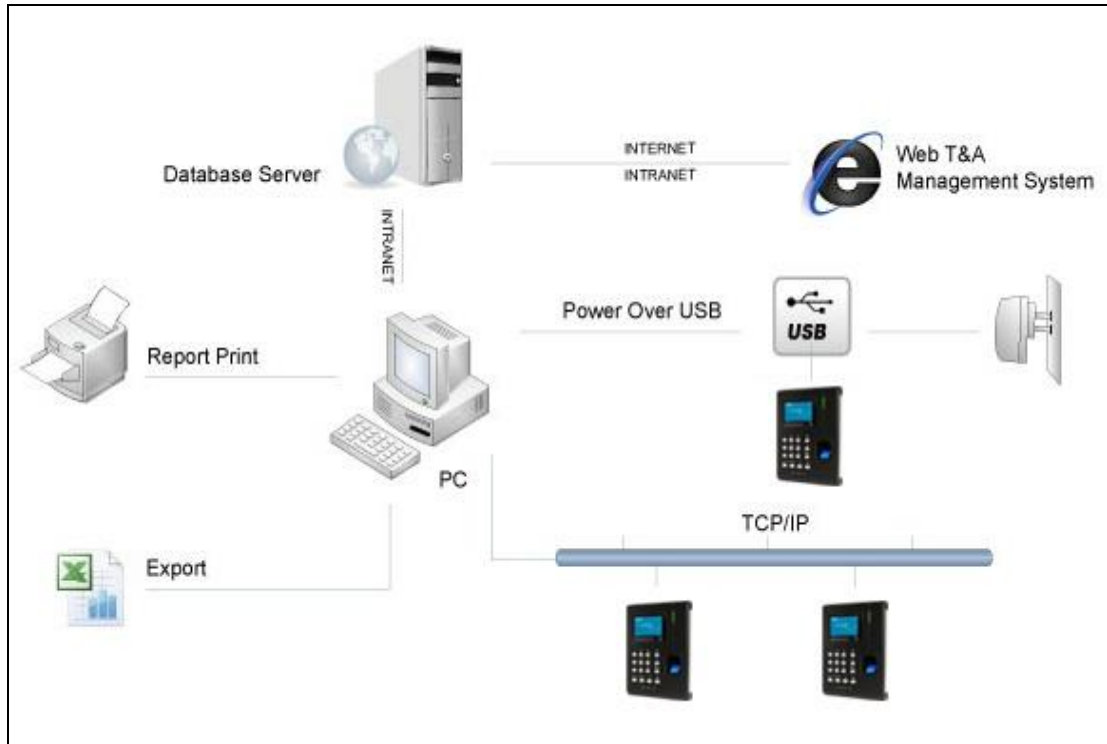 INTERNET
INTRANET
Database Server
Web T&A
Management System
INTRANET
Power Over USB
USB
Report Print
PC
TCP/IP
Export